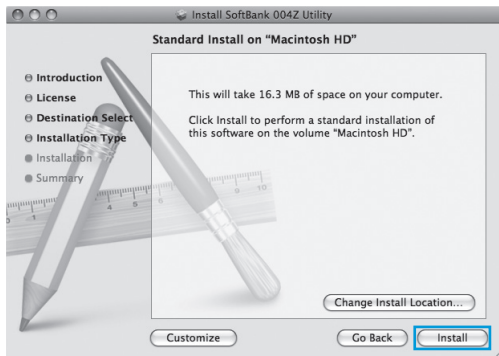 Install SoftBank 004Z Utility
Standard Install on “Macintosh HD”
Introduction
License
Destination Select
Installation Type
Installation
Summary
This will take 16.3 MB of space on your computer.
Click Install to perform a standard installation of
this software on the volume “Macintosh HD”.
Change Install Location...
Customize
Go Back
Install